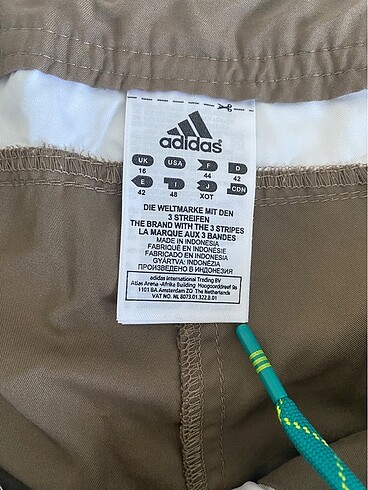 adidas
UK USA F D
16 44 42
E I J CDN
42 48 XOT
DIE WELTMARKE MIT DEN
3 STREIFEN
THE BRAND WITH THE 3 STRIPES
LA MARQUE AUX 3 BANDES
MADE IN INDONESIA
FABRIQUÉ EN INDONÉSIE
FABRICADO EN INDONESIA
GYÁRTVA: INDONÉZIA
ПРОИЗВЕДЕНО В ИНДОНЕЗИЯ
adidas International Trading BV
Atlas Arena -Afrika Building Hoogoorddreef 9a
1101 BA Amsterdam ZO The Netherlands
VAT NO. NL 8073.01.322.B.01